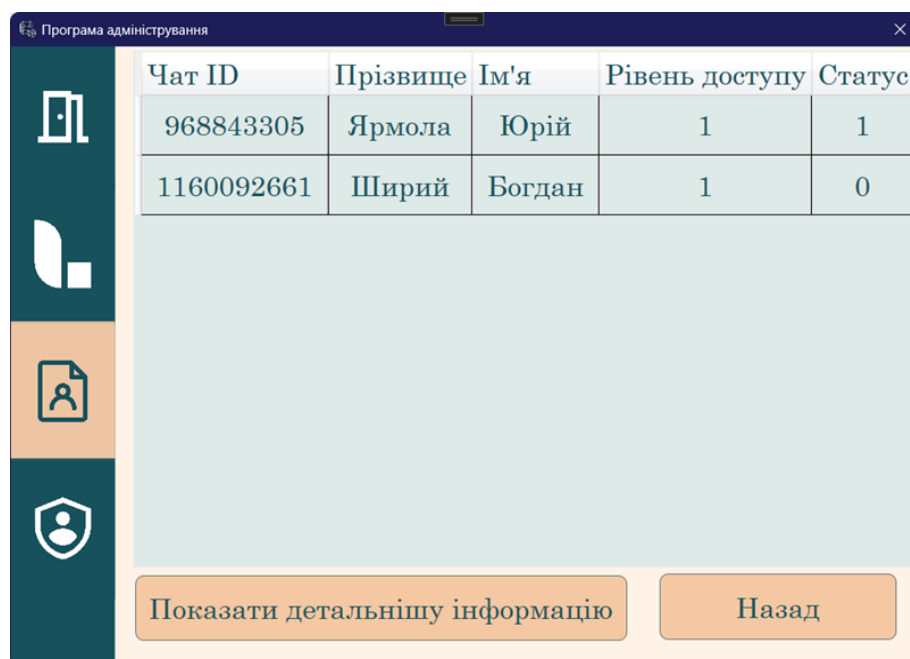 Програма адміністрування
Чат ID Прізвище Ім'я Рівень доступу Статус
968843305 Ярмола Юрій 1 1
1160092661 Ширий Богдан 1 0
Показати детальнішу інформацію Назад